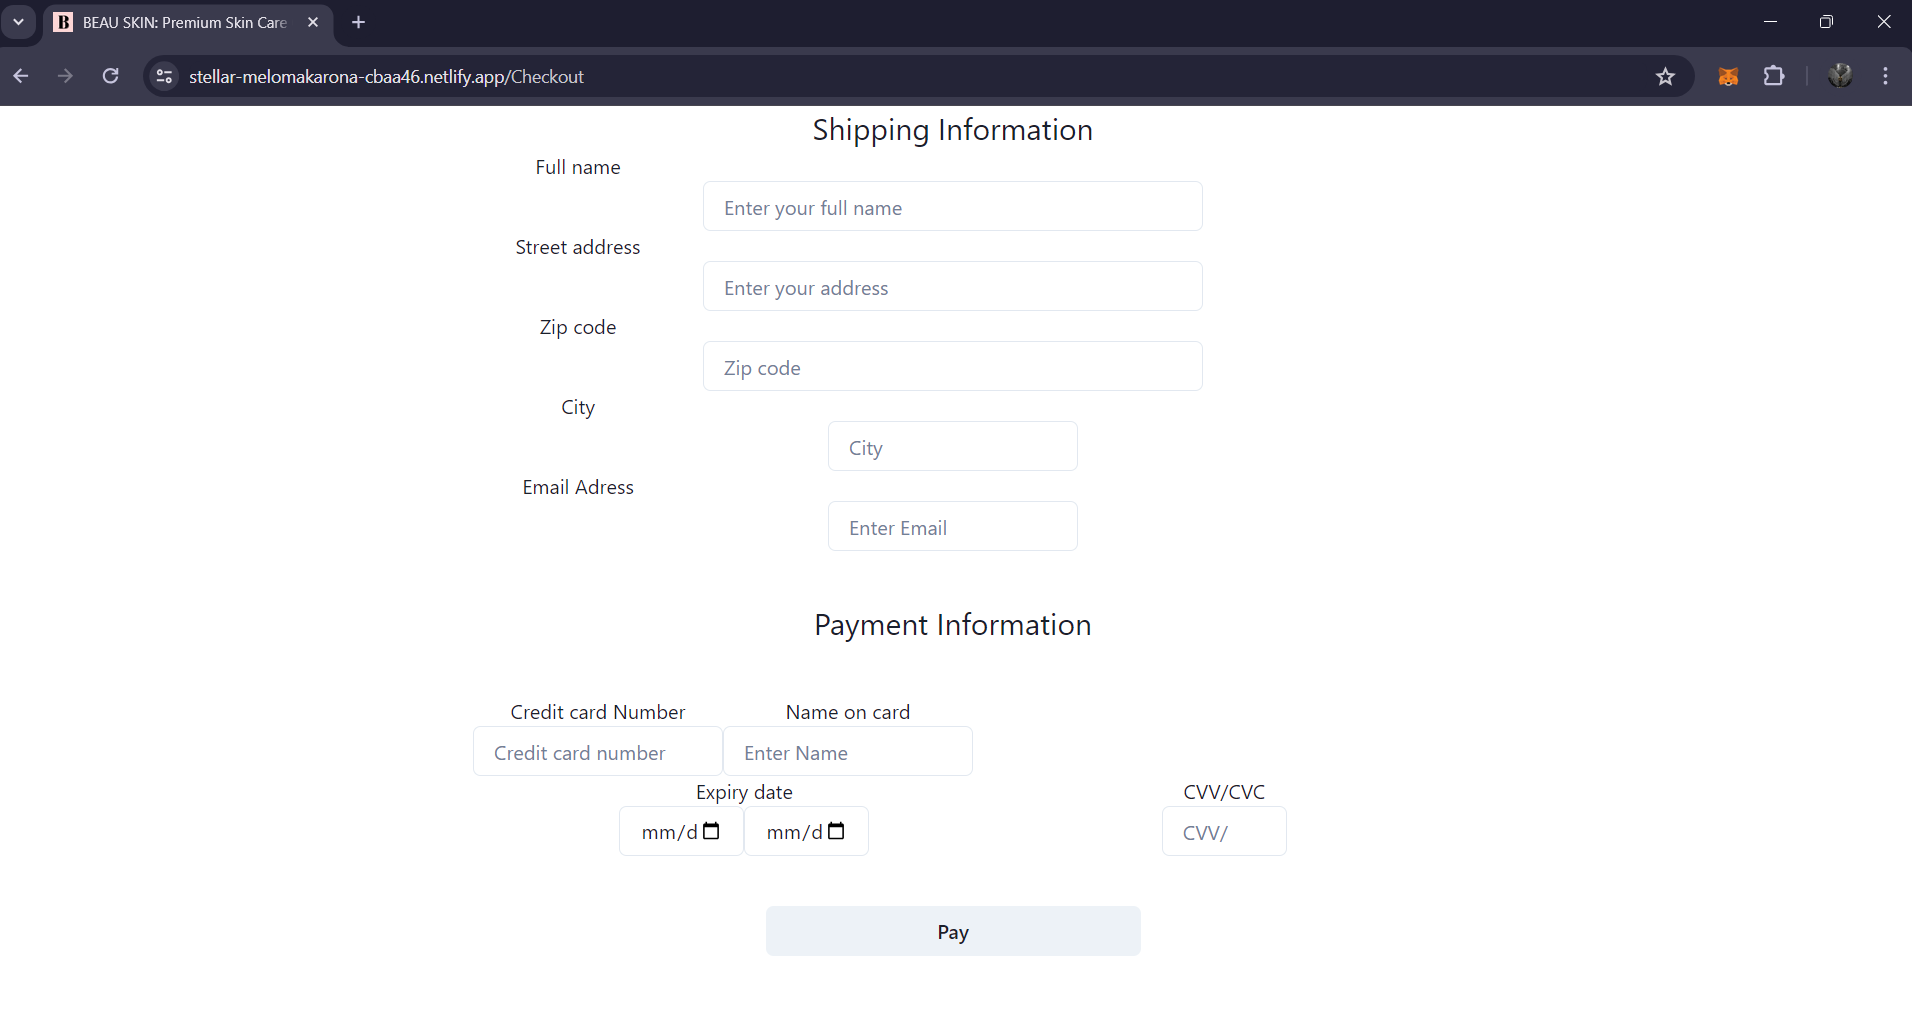 BEAU SKIN: Premium Skin Care
stellar-melomakarona-cbaa46.netlify.app/Checkout
Shipping Information
Full name
Enter your full name
Street address
Enter your address
Zip code
Zip code
City
City
Email Adress
Enter Email
Payment Information
Credit card Number Name on card
Credit card number Enter Name
Expiry date CVV/CVC
mm/d mm/d CVV/
Pay